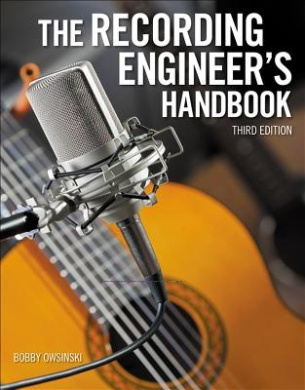 THE RECORDING
ENGINEER'S
HANDBOOK
THIRD EDITION
BOBBY OWSINSKI